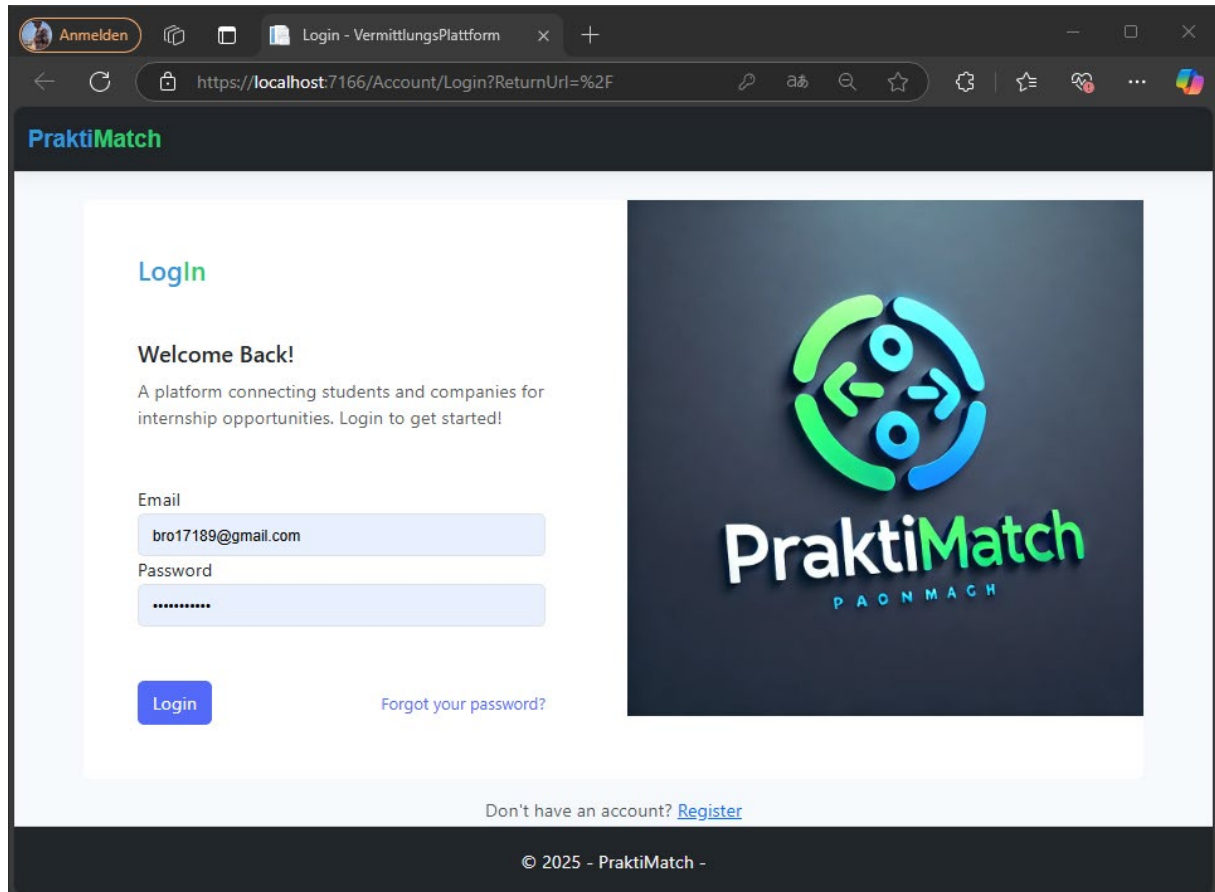 Anmelden
Login - VermittlungsPlattform
https://localhost:7166/Account/Login?ReturnUrl=%2F
PraktiMatch
LogIn
Welcome Back!
A platform connecting students and companies for
internship opportunities. Login to get started!
Email
bro17189@gmail.com
Password
•••••••••••
Login Forgot your password?
PraktiMatch
PAONMACH
Don't have an account? Register
© 2025 - PraktiMatch -